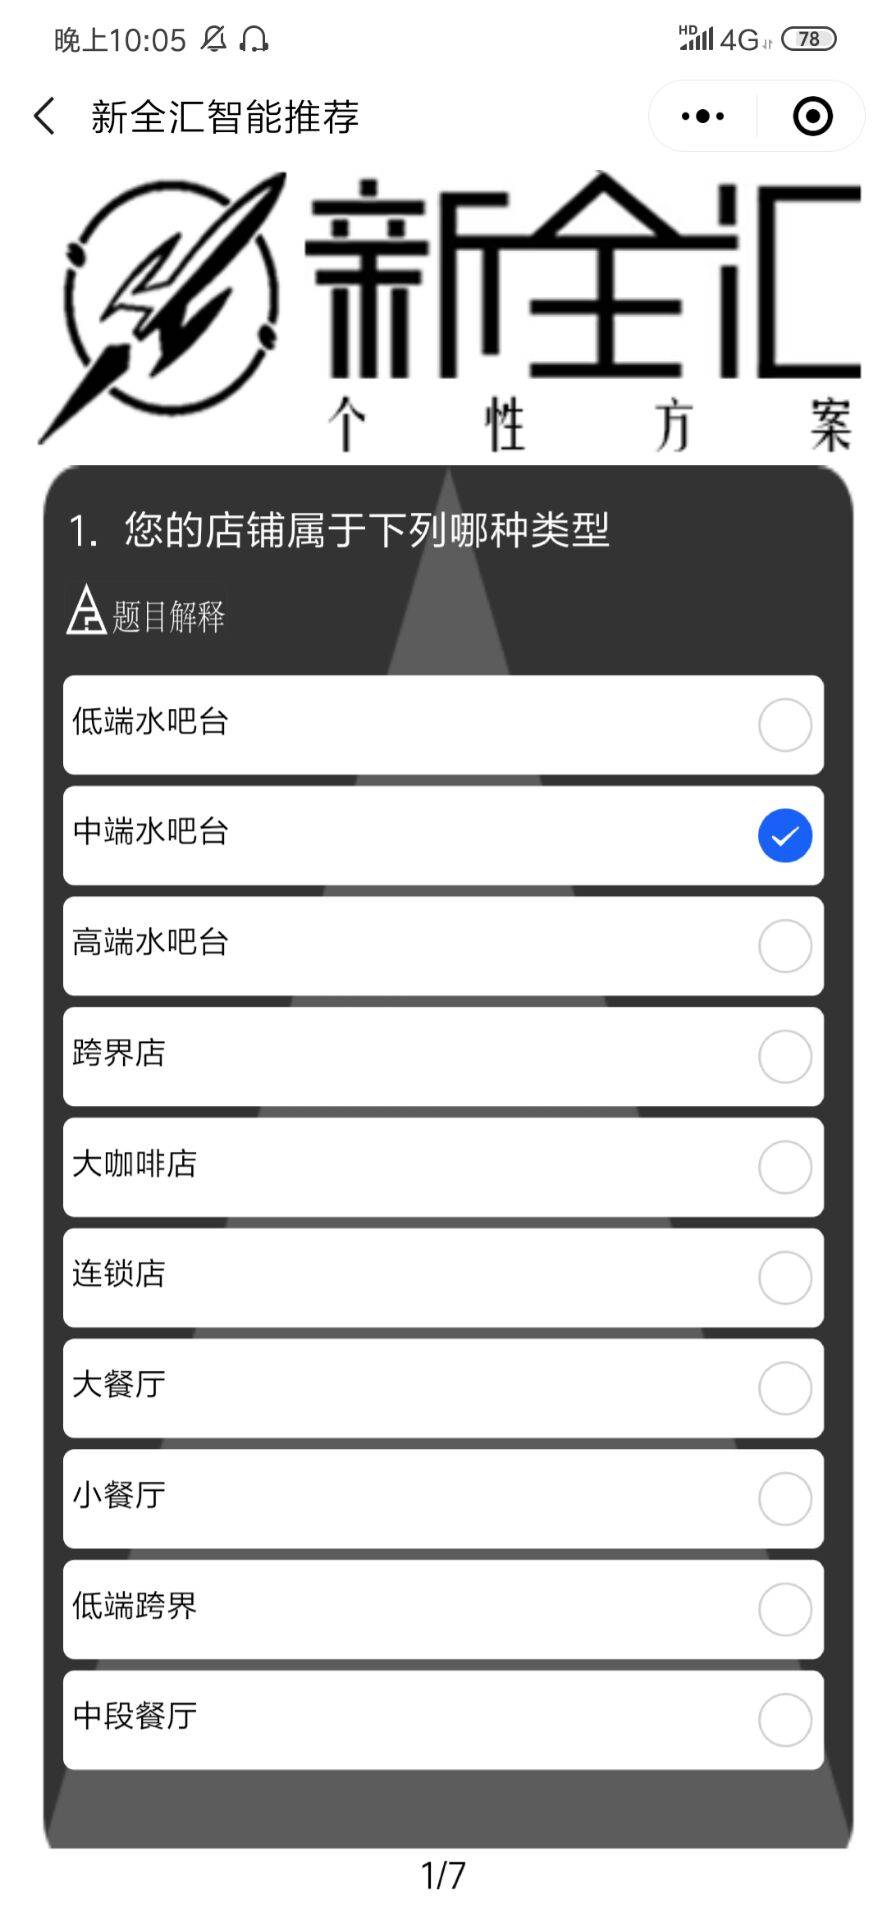 晚上10:05 HD 4G 78
新全汇智能推荐
新全汇
个性方案
1. 您的店铺属于下列哪种类型
题目解释
低端水吧台
中端水吧台
高端水吧台
跨界店
大咖啡店
连锁店
大餐厅
小餐厅
低端跨界
中段餐厅
1/7